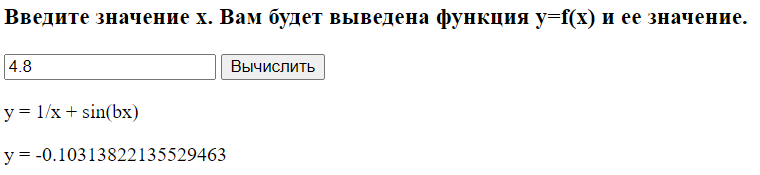 Введите значение x. Вам будет выведена функция y=f(x) и ее значение.
4.8 Вычислить
y = 1/x + sin(bx)
y = -0.10313822135529463